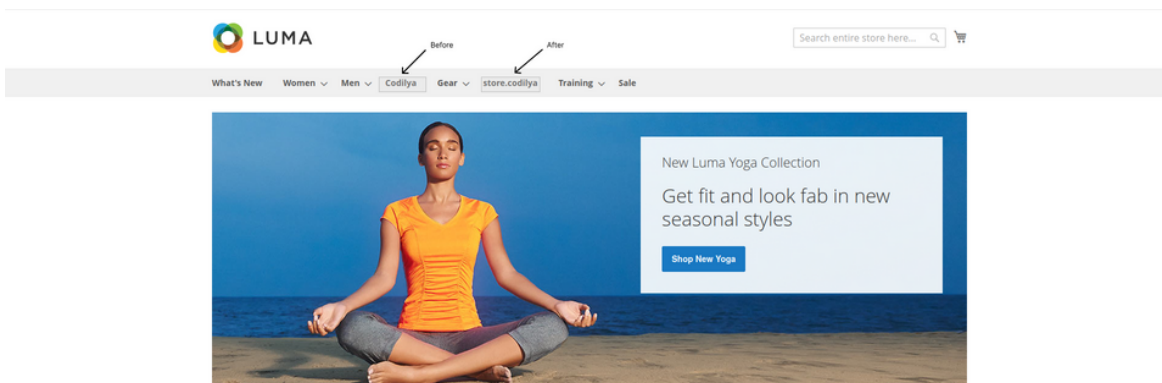 LUMA
Before
After
Search entire store here...
What's New Women Men Codilya Gear store.codilya Training Sale
New Luma Yoga Collection
Get fit and look fab in new
seasonal styles
Shop New Yoga